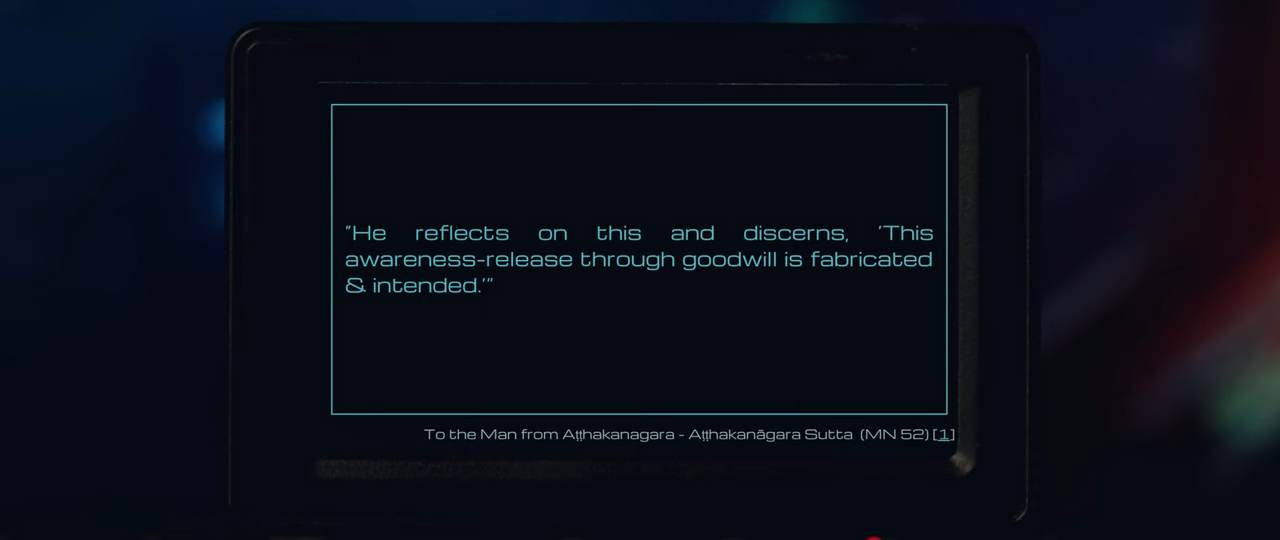 "He reflects on this and discerns, 'This
awareness-release through goodwill is fabricated
& intended.'"
To the Man from Aṭṭhakanagara - Aṭṭhakanāgara Sutta (MN 52) [1]